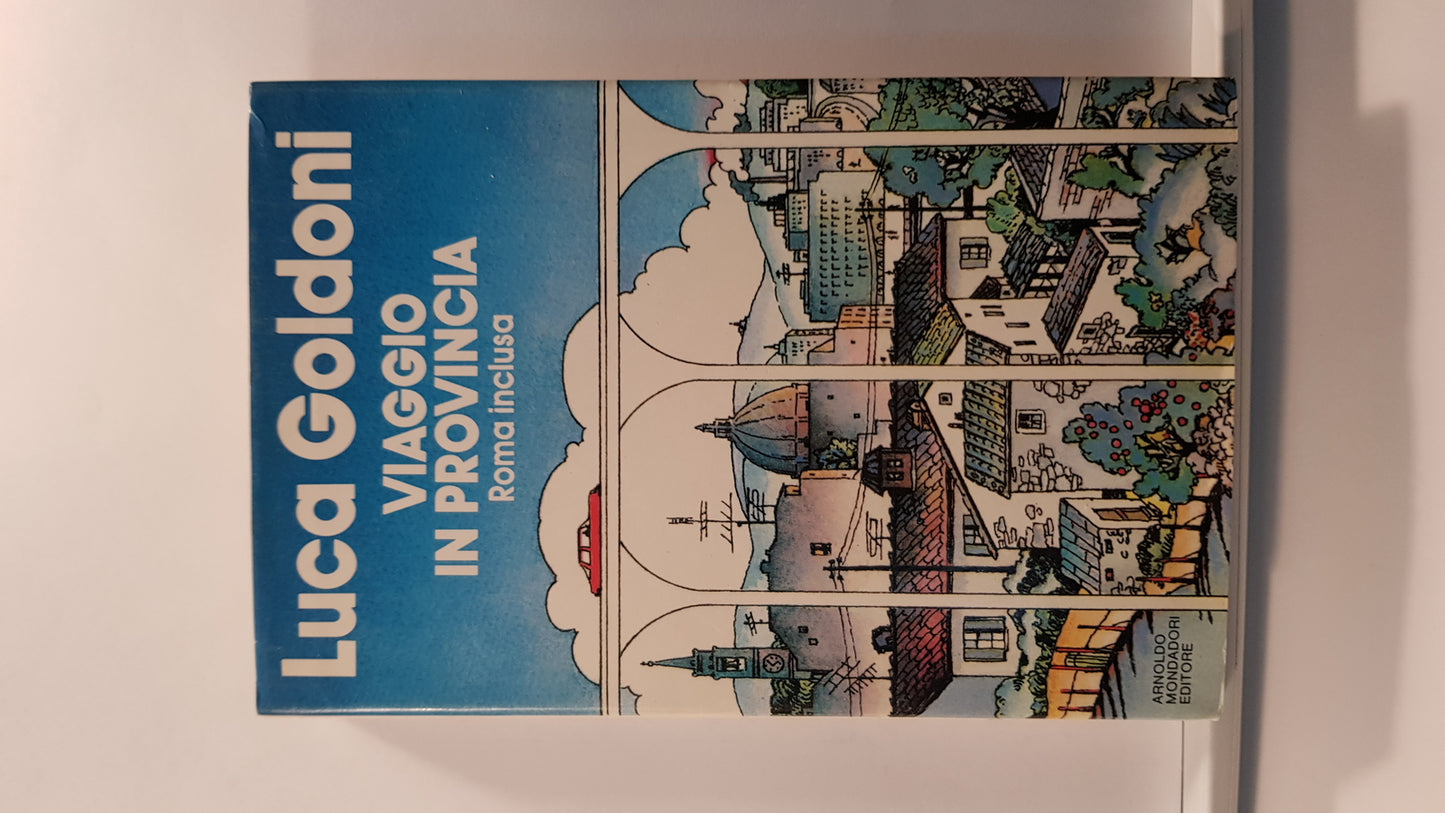 Luca Goldoni
VIAGGIO
IN PROVINCIA
Roma inclusa
ARNOLDO
MONDADORI
EDITORE